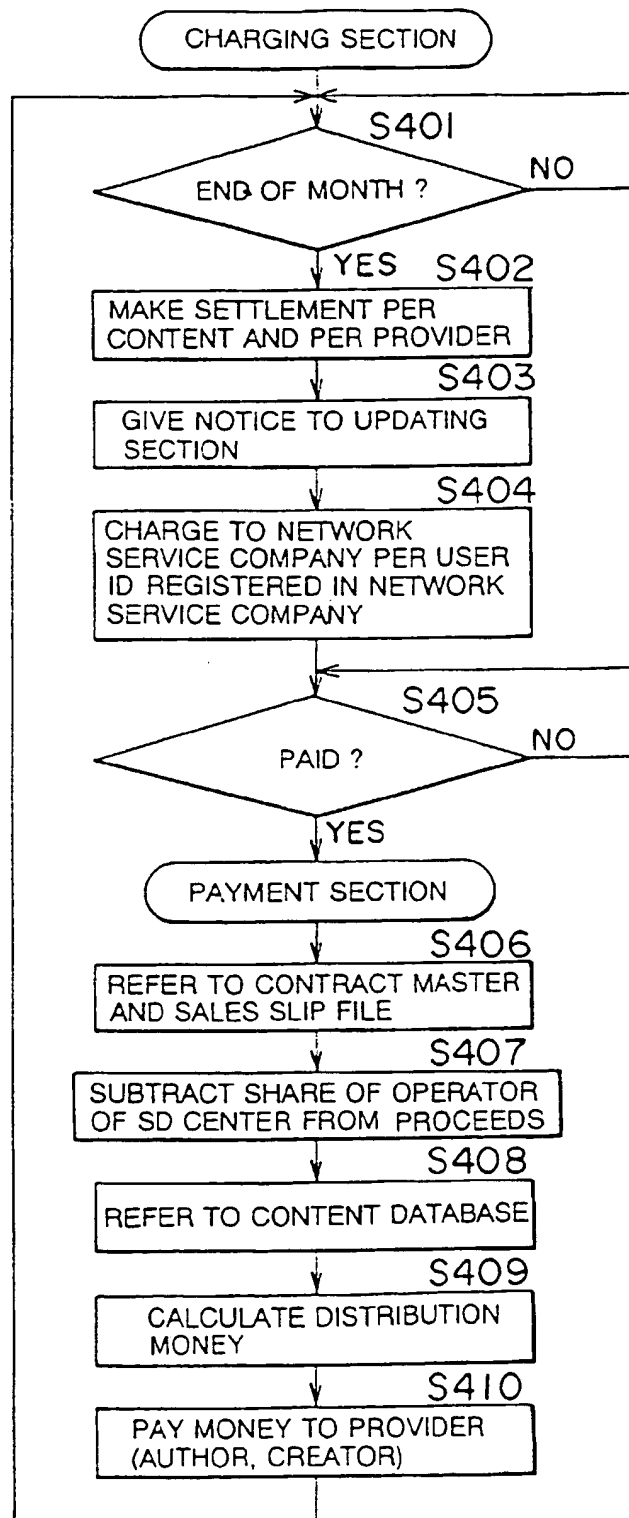 CHARGING SECTION
S401
END OF MONTH ?
NO
YES
S402
MAKE SETTLEMENT PER
CONTENT AND PER PROVIDER
S403
GIVE NOTICE TO UPDATING
SECTION
S404
CHARGE TO NETWORK
SERVICE COMPANY PER USER
ID REGISTERED IN NETWORK
SERVICE COMPANY
S405
PAID ?
NO
YES
PAYMENT SECTION
S406
REFER TO CONTRACT MASTER
AND SALES SLIP FILE
S407
SUBTRACT SHARE OF OPERATOR
OF SD CENTER FROM PROCEEDS
S408
REFER TO CONTENT DATABASE
S409
CALCULATE DISTRIBUTION
MONEY
S410
PAY MONEY TO PROVIDER
(AUTHOR, CREATOR)